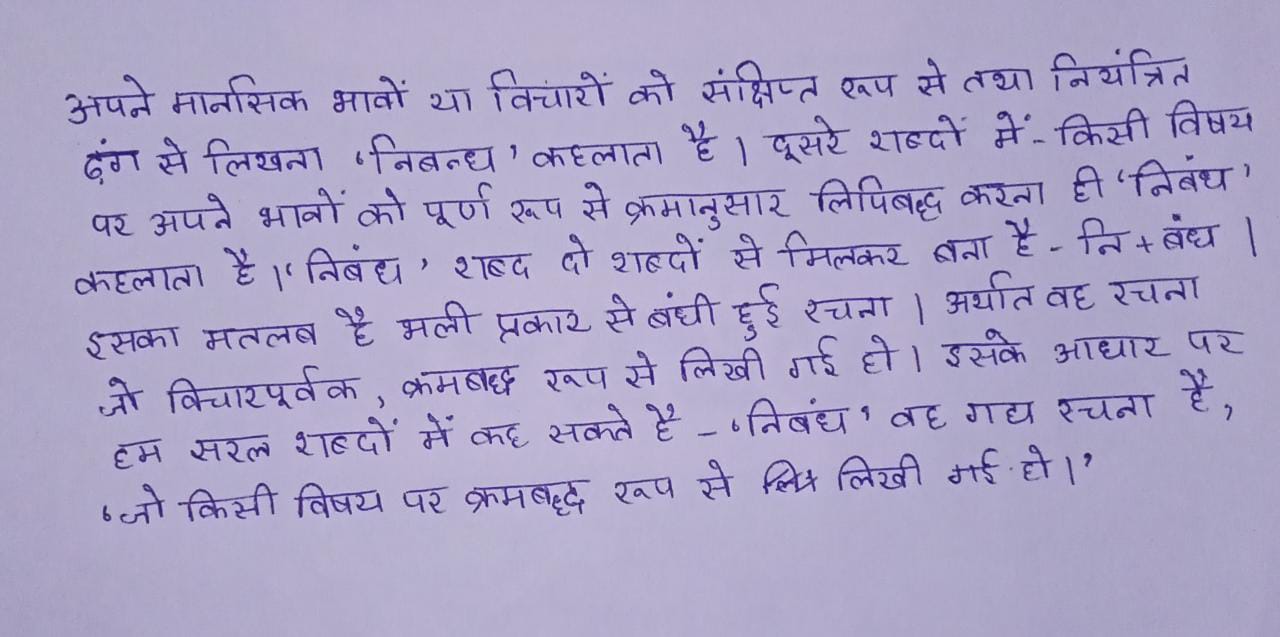 अपने मानसिक भावों या विचारों को संक्षिप्त रूप से तथा नियंत्रित
ढ़ंग से लिखना 'निबन्ध' कहलाता है । दूसरे शब्दों में - किसी विषय
पर अपने भावों को पूर्ण रूप से क्रमानुसार लिपिबद्ध करना ही 'निबंध'
कहलाता है । 'निबंध' शब्द दो शब्दों से मिलकर बना है - नि + बंध ।
इसका मतलब है भली प्रकार से बंधी हुई रचना । अर्थात वह रचना
जो विचारपूर्वक , क्रमबद्ध रूप से लिखी गई हो । इसके आधार पर
हम सरल शब्दों में कह सकते है - 'निबंध' वह गद्य रचना है,
'जो किसी विषय पर क्रमबद्ध रूप से लिखी गई हो ।'